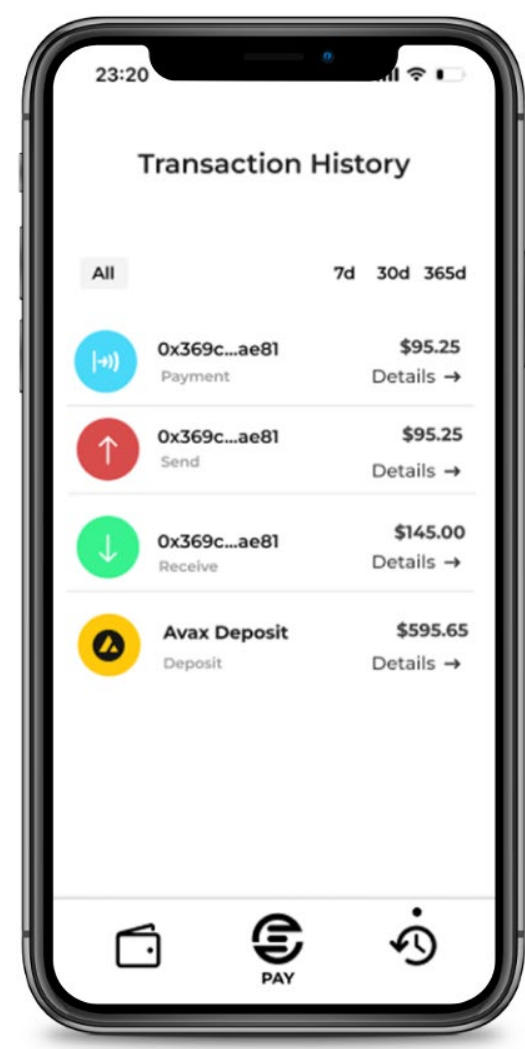 23:20
Transaction History
All 7d 30d 365d
0x369c...ae81 $95.25
Payment Details →
0x369c...ae81 $95.25
Send Details →
0x369c...ae81 $145.00
Receive Details →
Avax Deposit $595.65
Deposit Details →
PAY